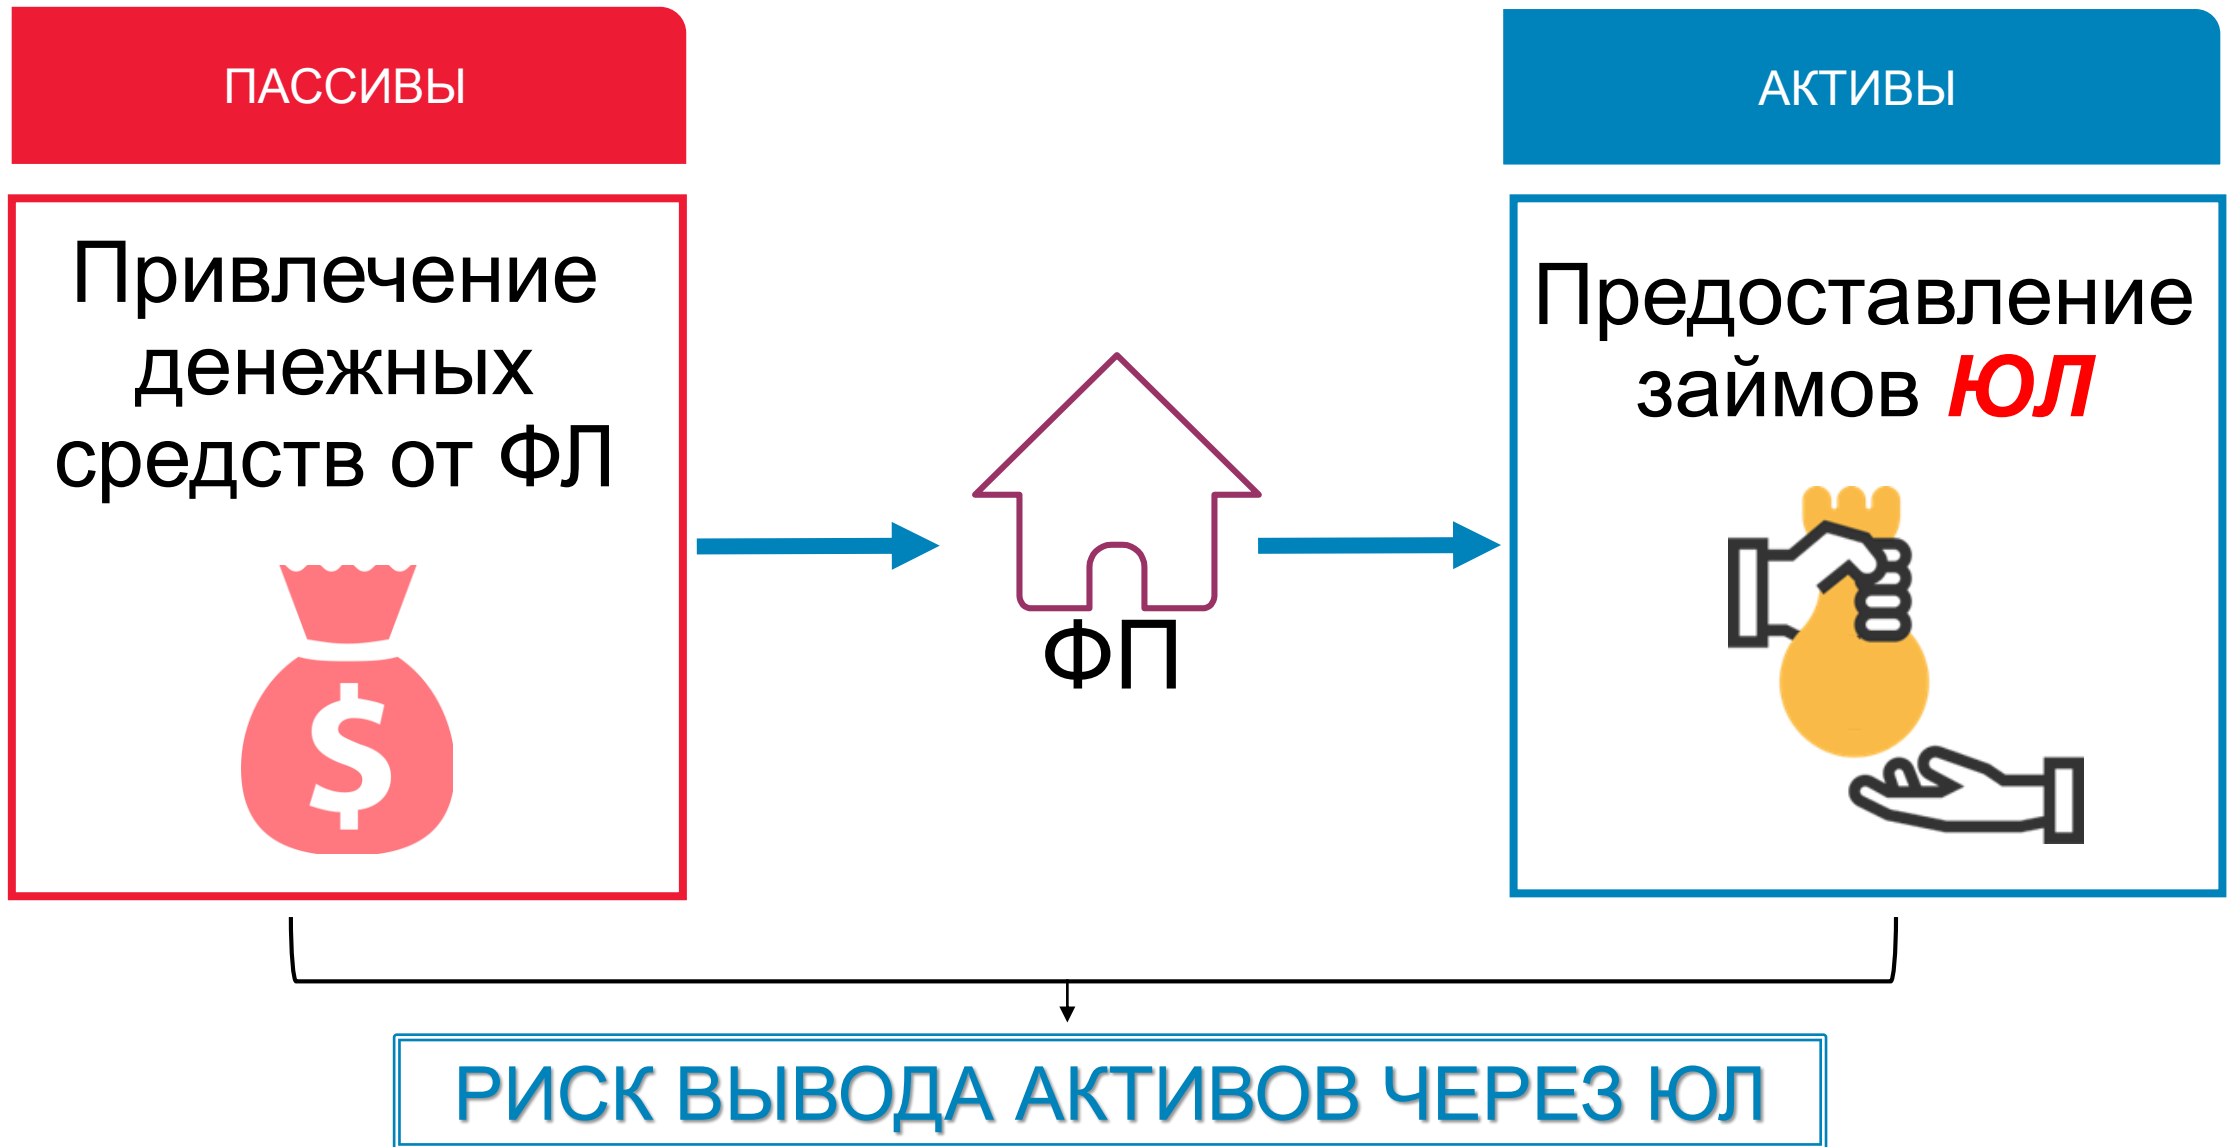 ПАССИВЫ
АКТИВЫ
Привлечение
денежных
средств от ФЛ
$
ФП
Предоставление
займов ЮЛ
РИСК ВЫВОДА АКТИВОВ ЧЕРЕЗ ЮЛ